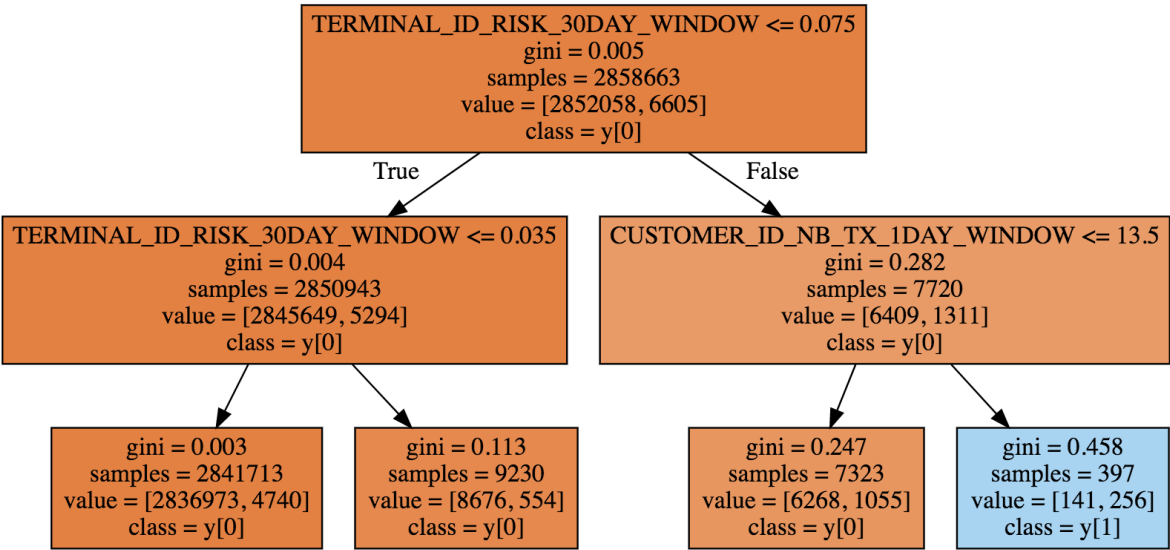 TERMINAL_ID_RISK_30DAY_WINDOW <= 0.075
gini = 0.005
samples = 2858663
value = [2852058, 6605]
class = y[0]
True
False
TERMINAL_ID_RISK_30DAY_WINDOW <= 0.035
gini = 0.004
samples = 2850943
value = [2845649, 5294]
class = y[0]
CUSTOMER_ID_NB_TX_1DAY_WINDOW <= 13.5
gini = 0.282
samples = 7720
value = [6409, 1311]
class = y[0]
gini = 0.003
samples = 2841713
value = [2836973, 4740]
class = y[0]
gini = 0.113
samples = 9230
value = [8676, 554]
class = y[0]
gini = 0.247
samples = 7323
value = [6268, 1055]
class = y[0]
gini = 0.458
samples = 397
value = [141, 256]
class = y[1]